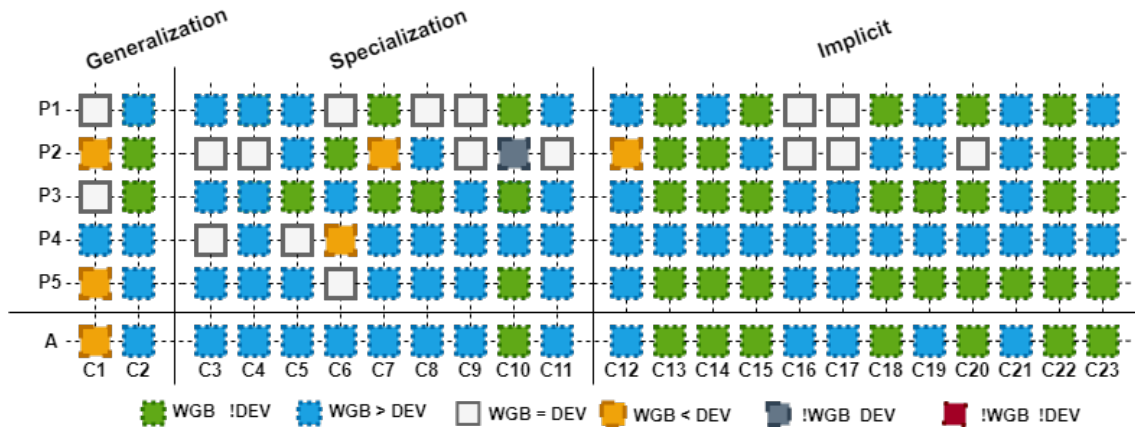 Generalization Specialization Implicit
P1
P2
P3
P4
P5
A
C1 C2 C3 C4 C5 C6 C7 C8 C9 C10 C11 C12 C13 C14 C15 C16 C17 C18 C19 C20 C21 C22 C23
WGB !DEV WGB > DEV WGB = DEV WGB < DEV !WGB DEV !WGB !DEV